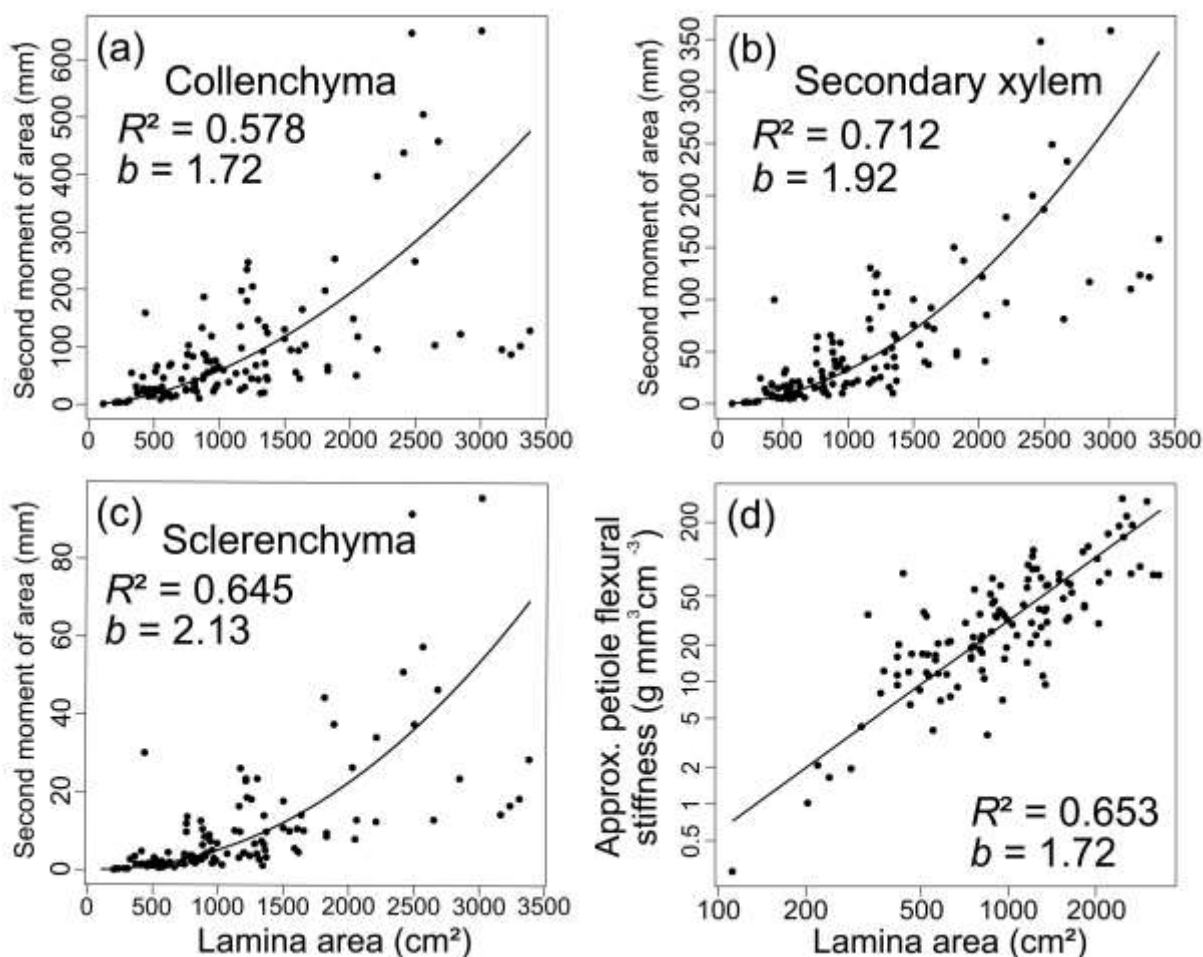 (a)
Collenchyma
R² = 0.578
b = 1.72
Second moment of area (mm⁴)
0 100 200 300 400 500 600
0 500 1000 1500 2000 2500 3000 3500
(b)
Secondary xylem
R² = 0.712
b = 1.92
Second moment of area (mm⁴)
0 50 100 150 200 250 300 350
0 500 1000 1500 2000 2500 3000 3500
(c)
Sclerenchyma
R² = 0.645
b = 2.13
Second moment of area (mm⁴)
0 20 40 60 80
0 500 1000 1500 2000 2500 3000 3500
Lamina area (cm²)
(d)
R² = 0.653
b = 1.72
Approx. petiole flexural
stiffness (g mm³ cm⁻³)
0.5 1 2 5 10 20 50 200
100 200 500 1000 2000
Lamina area (cm²)